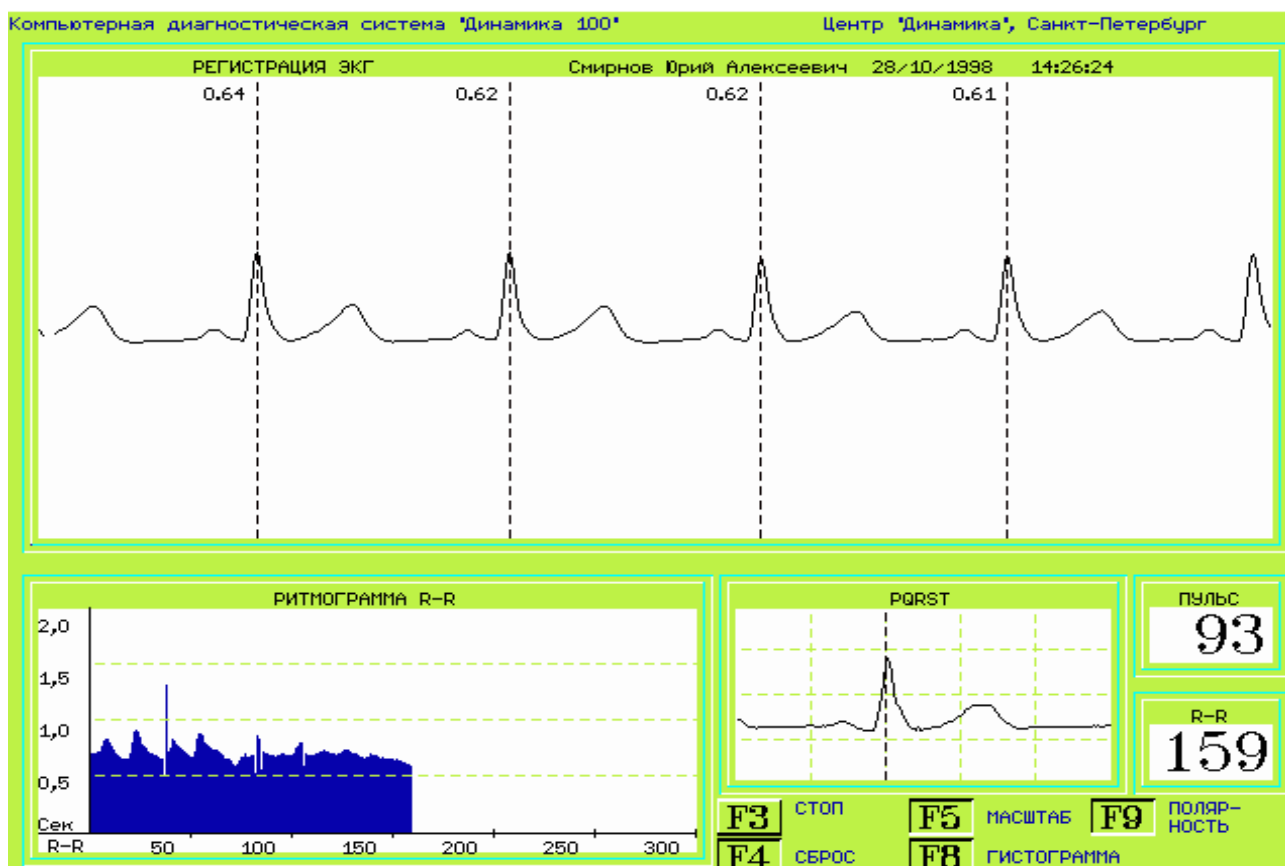 Компьютерная диагностическая система "Динамика 100" Центр "Динамика", Санкт-Петербург
РЕГИСТРАЦИЯ ЭКГ Смирнов Юрий Алексеевич 28/10/1998 14:26:24
0.64 0.62 0.62 0.61
РИТМОГРАММА R-R
2,0
1,5
1,0
0,5
Сек
R-R 50 100 150 200 250 300
PQRST
ПУЛЬС
93
R-R
159
F3 СТОП F5 МАСШТАБ F9 ПОЛЯР-
НОСТЬ
F4 СБРОС F8 ГИСТОГРАММА